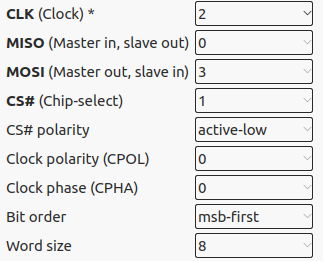 CLK (Clock) * 2
MISO (Master in, slave out) 0
MOSI (Master out, slave in) 3
CS# (Chip-select) 1
CS# polarity active-low
Clock polarity (CPOL) 0
Clock phase (CPHA) 0
Bit order msb-first
Word size 8